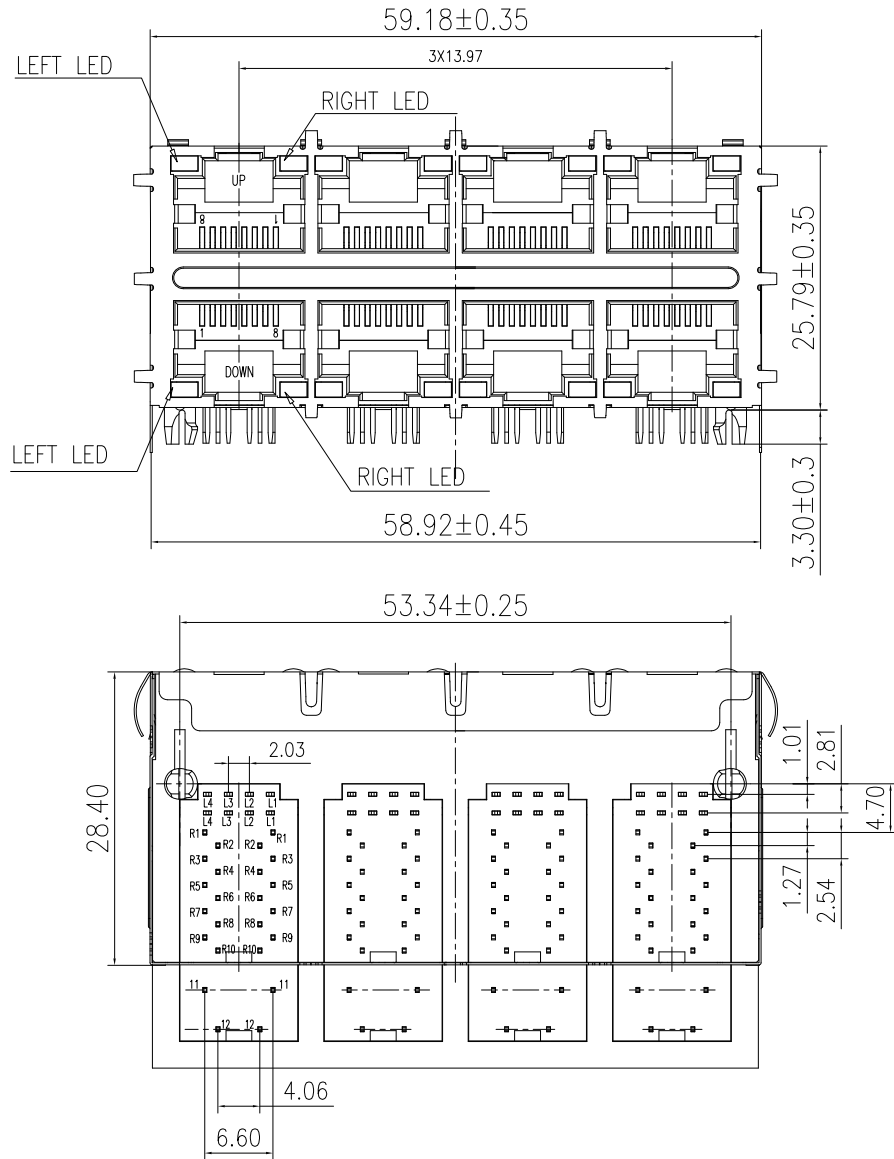 59.18±0.35
3X13.97
LEFT LED
RIGHT LED
UP
8 1
25.79±0.35
1 8
DOWN
LEFT LED
RIGHT LED
3.30±0.3
58.92±0.45
53.34±0.25
2.03
1.01
2.81
28.40
4.70
L4 L3 L2 L1
L4 L3 L2 L1
R1 R1
R2 R2
R3 R3
R4 R4
R5 R5
R6 R6
R7 R7
R8 R8
R9 R9
R10 R10
1.27
2.54
11 11
12 12
4.06
6.60